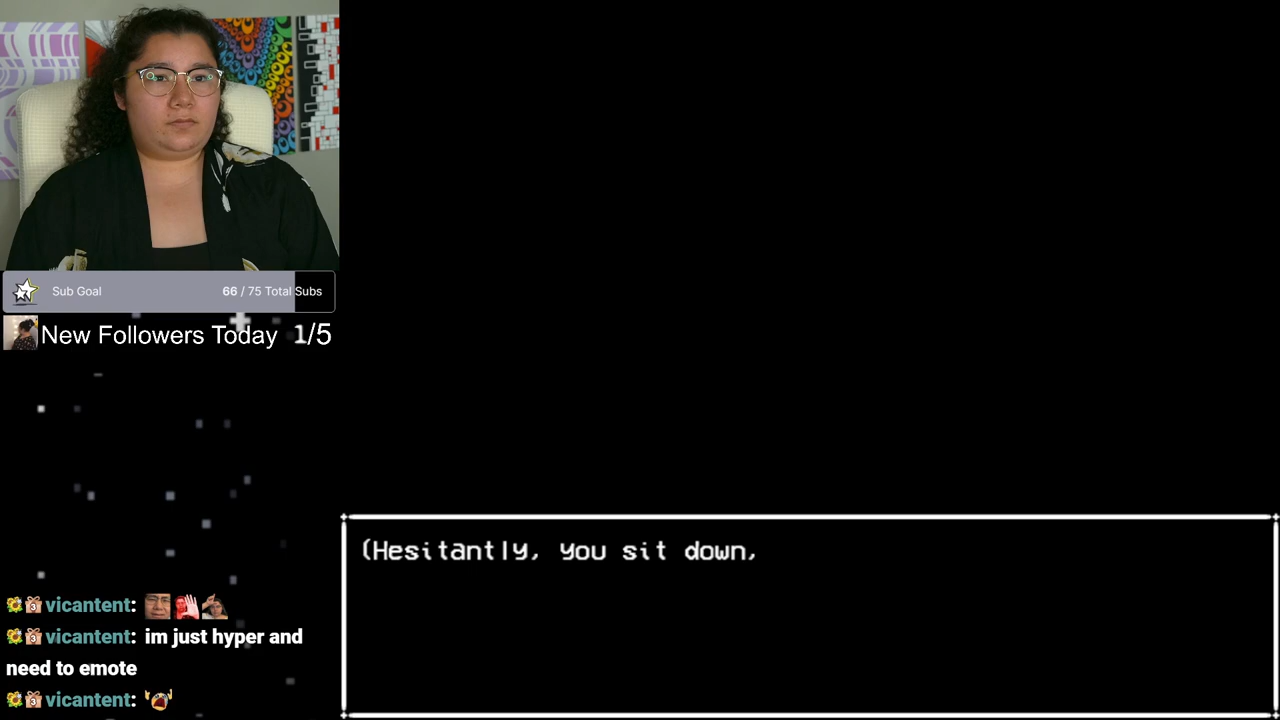 Sub Goal 66 / 75 Total Subs
New Followers Today 1/5
(Hesitantly, you sit down,
vicantent:
vicantent: im just hyper and
need to emote
vicantent: